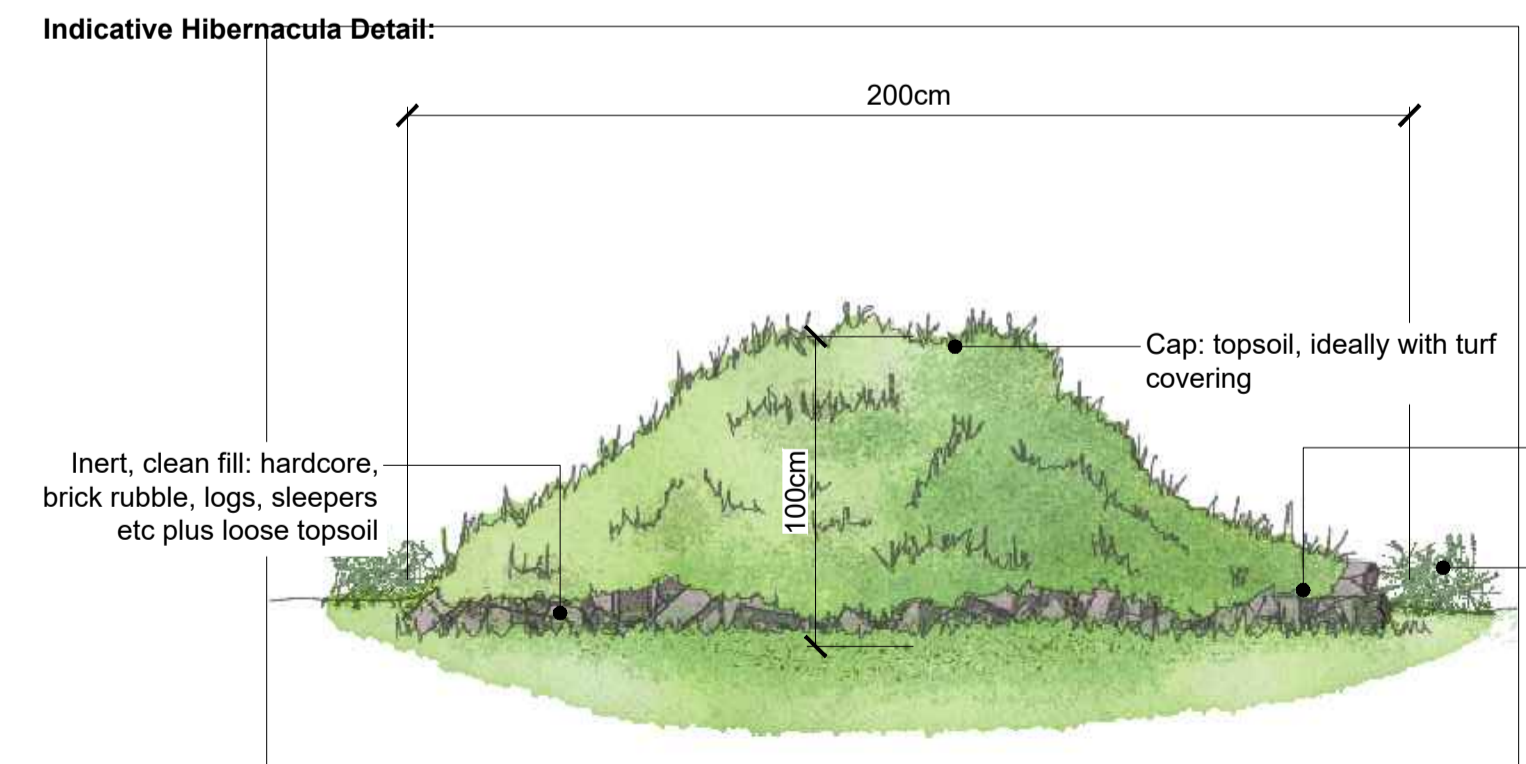 Indicative Hibernacula Detail:
200cm
Cap: topsoil, ideally with turf
covering
Inert, clean fill: hardcore,
brick rubble, logs, sleepers
etc plus loose topsoil
100cm